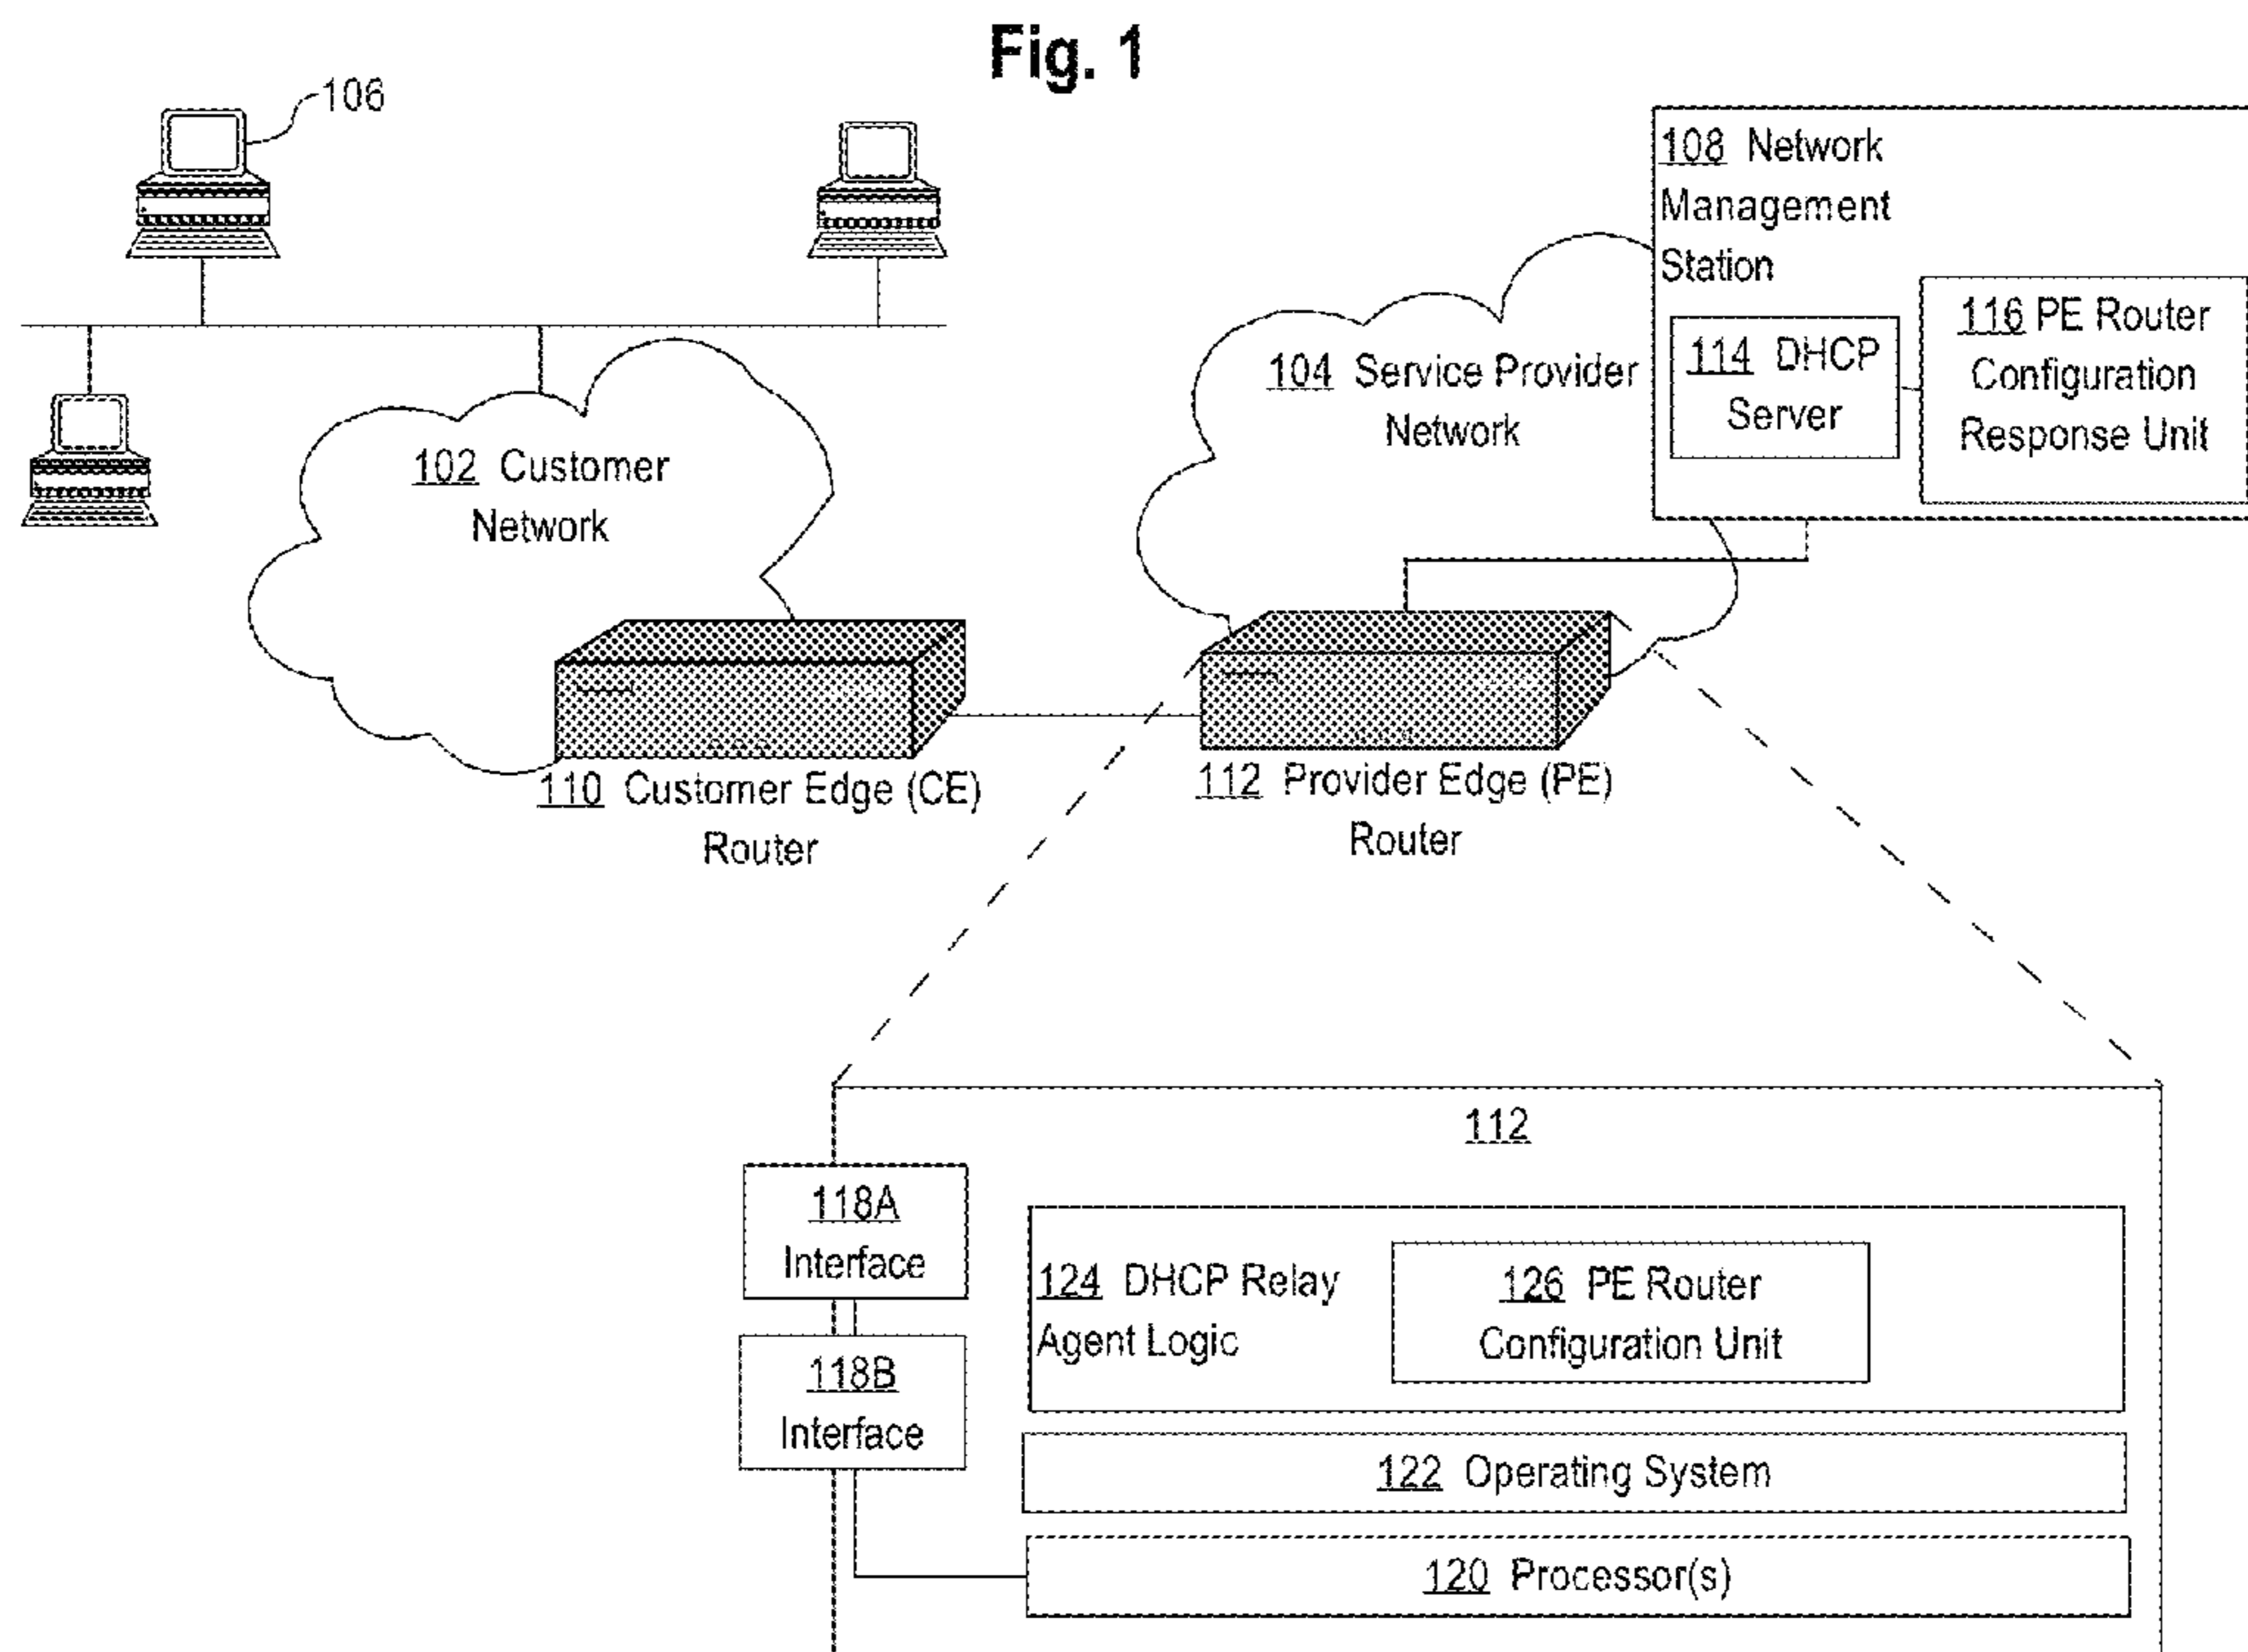 Fig. 1
106
108 Network
Management
Station
114 DHCP
Server
116 PE Router
Configuration
Response Unit
104 Service Provider
Network
102 Customer
Network
110 Customer Edge (CE)
Router
112 Provider Edge (PE)
Router
112
118A
Interface
118B
Interface
124 DHCP Relay
Agent Logic
126 PE Router
Configuration Unit
122 Operating System
120 Processor(s)